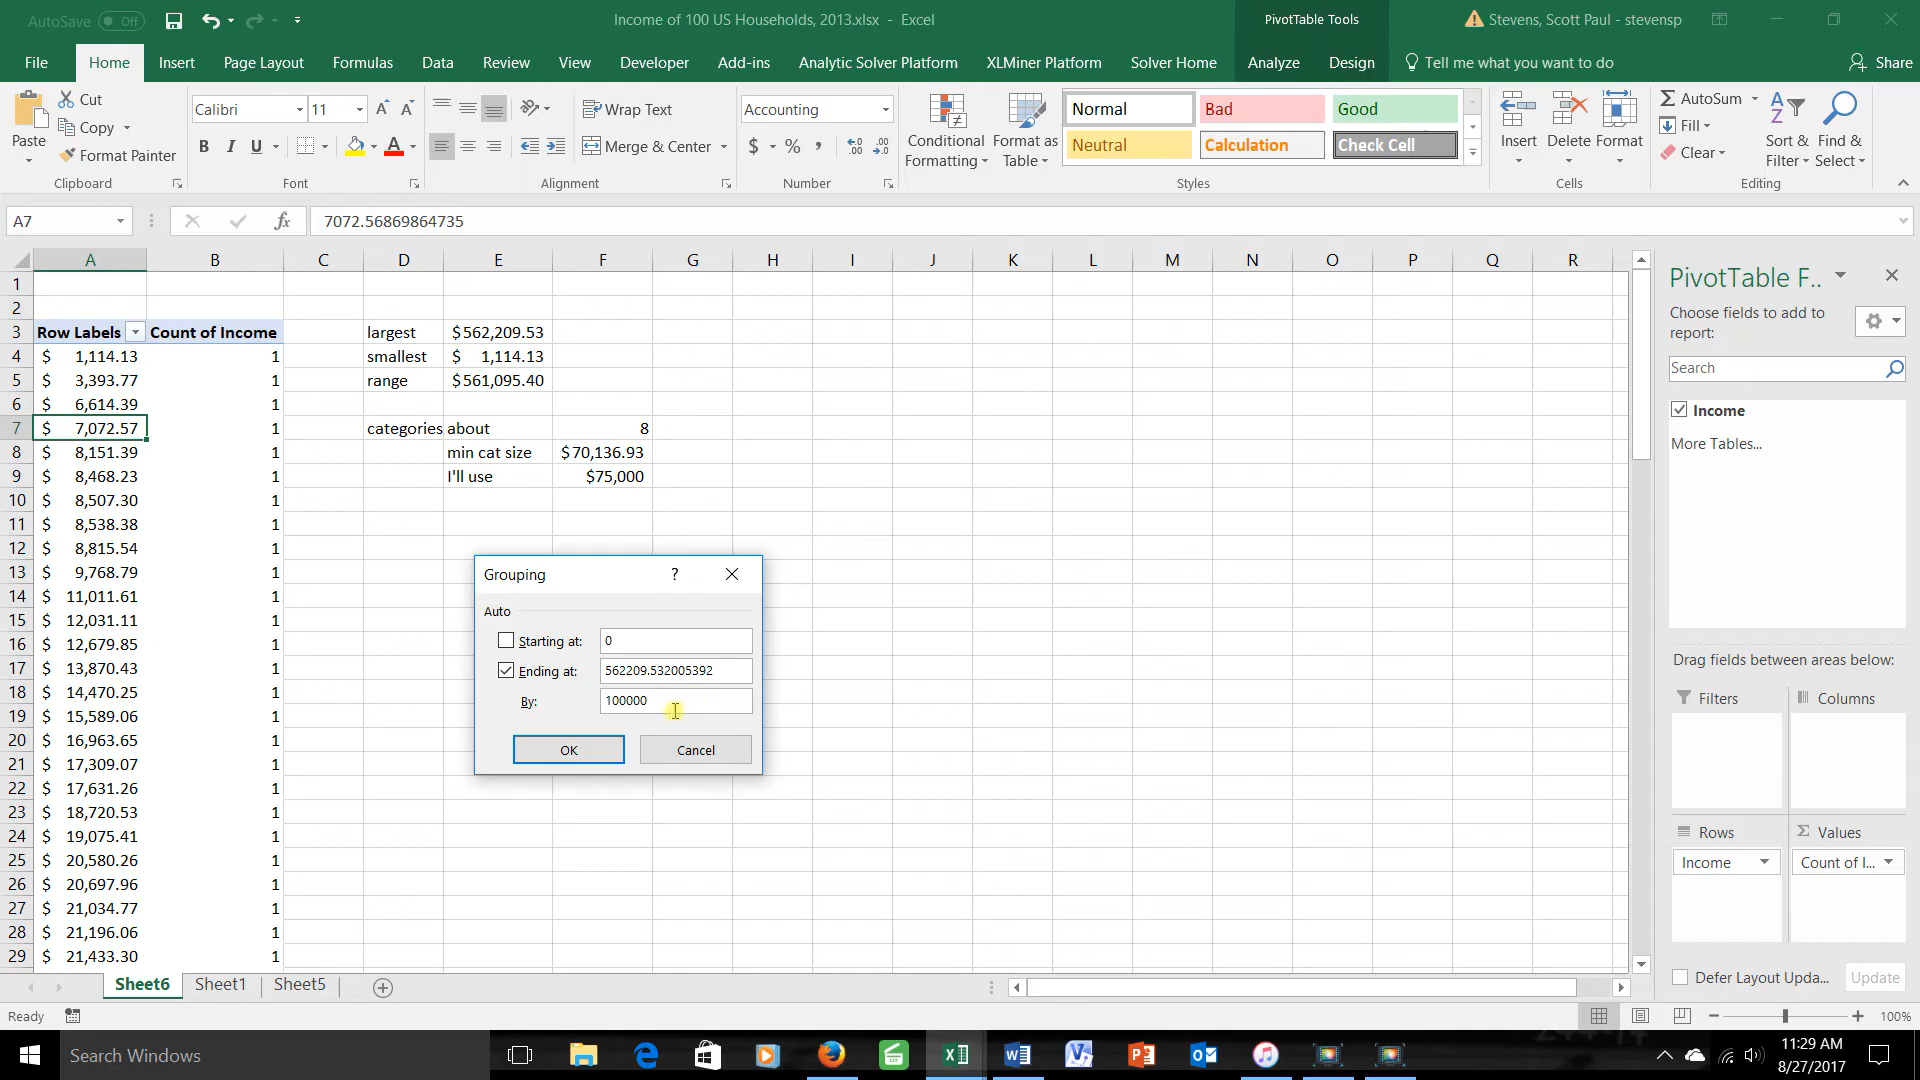 AutoSave Off
Income of 100 US Households, 2013.xlsx - Excel
PivotTable Tools
Stevens, Scott Paul - stevensp
File Home Insert Page Layout Formulas Data Review View Developer Add-ins Analytic Solver Platform XLMiner Platform Solver Home Analyze Design Tell me what you want to do Share
Paste
Cut
Copy
Format Painter
Clipboard
Calibri 11
B I U
Font
Wrap Text
Merge & Center
Alignment
Accounting
$ % ,
Number
Conditional Formatting
Format as Table
Normal Bad Good
Neutral Calculation Check Cell
Styles
Insert Delete Format
Cells
AutoSum
Fill
Clear
Sort & Filter
Find & Select
Editing
A7 fx 7072.56869864735
A B C D E F G H I J K L M N O P Q R
1
2
3 Row Labels Count of Income largest $562,209.53
4 $ 1,114.13 1 smallest $ 1,114.13
5 $ 3,393.77 1 range $561,095.40
6 $ 6,614.39 1
7 $ 7,072.57 1 categories about 8
8 $ 8,151.39 1 min cat size $70,136.93
9 $ 8,468.23 1 I'll use $75,000
10 $ 8,507.30 1
11 $ 8,538.38 1
12 $ 8,815.54 1
13 $ 9,768.79 1
14 $ 11,011.61 1
15 $ 12,031.11 1
16 $ 12,679.85 1
17 $ 13,870.43 1
18 $ 14,470.25 1
19 $ 15,589.06 1
20 $ 16,963.65 1
21 $ 17,309.07 1
22 $ 17,631.26 1
23 $ 18,720.53 1
24 $ 19,075.41 1
25 $ 20,580.26 1
26 $ 20,697.96 1
27 $ 21,034.77 1
28 $ 21,196.06 1
29 $ 21,433.30 1
Grouping ?
Auto
Starting at: 0
Ending at: 562209.532005392
By: 100000
OK Cancel
PivotTable F..
Choose fields to add to
report:
Search
Income
More Tables...
Drag fields between areas below:
Filters Columns
Rows Values
Income Count of I...
Defer Layout Upda... Update
Sheet6 Sheet1 Sheet5
Ready 100%
Search Windows
11:29 AM
8/27/2017